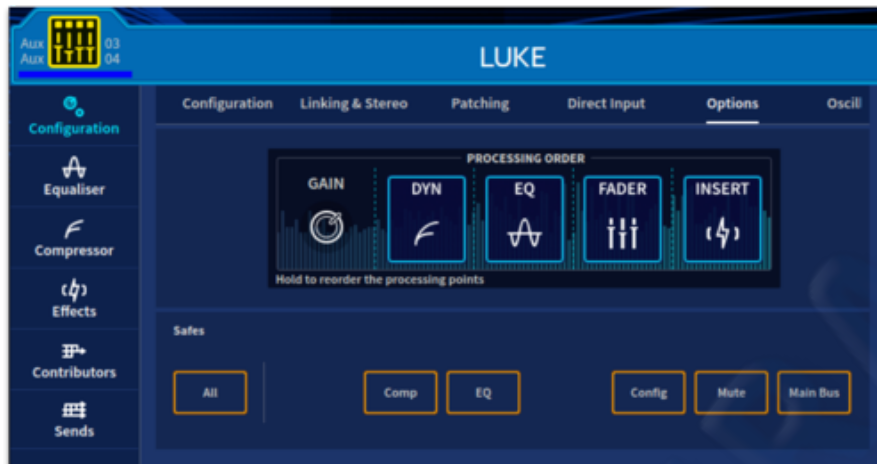 Aux 03
Aux 04
LUKE
Configuration Linking & Stereo Patching Direct Input Options Oscill
Configuration
Equaliser
Compressor
Effects
Contributors
Sends
PROCESSING ORDER
GAIN DYN EQ FADER INSERT
Hold to reorder the processing points
Safes
All Comp EQ Config Mute Main Bus